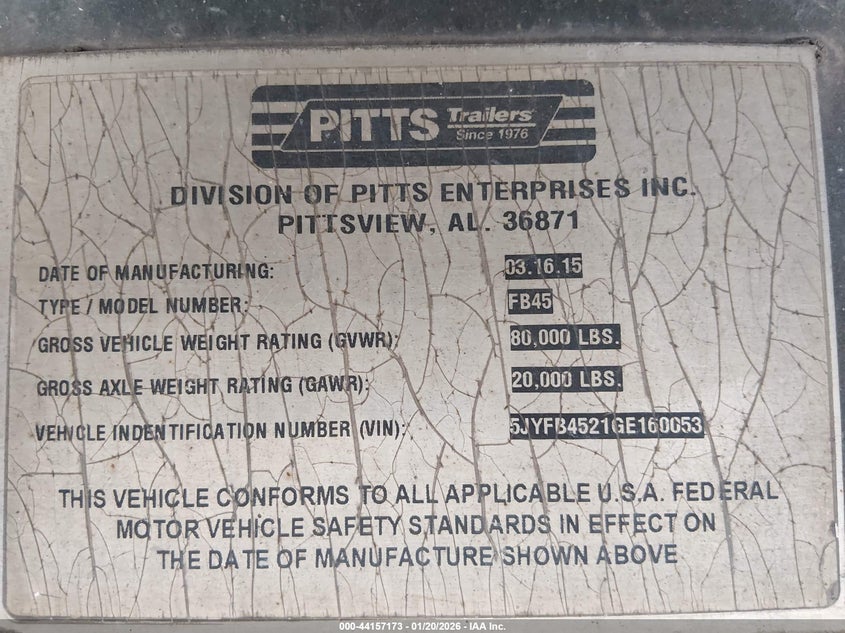 PITTS Trailers
Since 1976
DIVISION OF PITTS ENTERPRISES INC.
PITTSVIEW, AL. 36871
DATE OF MANUFACTURING: 03.16.15
TYPE / MODEL NUMBER: FB45
GROSS VEHICLE WEIGHT RATING (GVWR): 80,000 LBS.
GROSS AXLE WEIGHT RATING (GAWR): 20,000 LBS.
VEHICLE INDENTIFICATION NUMBER (VIN): 5JYFB4521GE160053
THIS VEHICLE CONFORMS TO ALL APPLICABLE U.S.A. FEDERAL
MOTOR VEHICLE SAFETY STANDARDS IN EFFECT ON
THE DATE OF MANUFACTURE SHOWN ABOVE
000-44157173 - 01/20/2026 - IAA Inc.